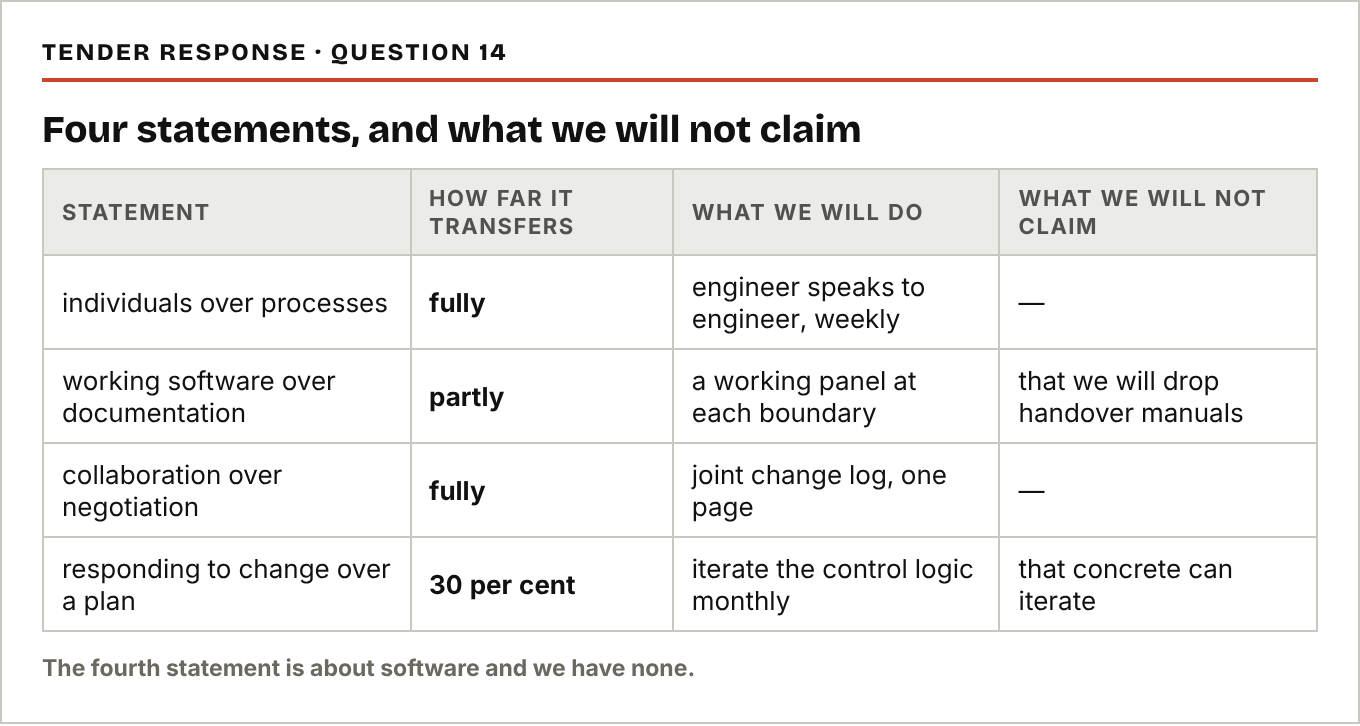 TENDER RESPONSE · QUESTION 14
Four statements, and what we will not claim
STATEMENT
HOW FAR IT
TRANSFERS
WHAT WE WILL DO
WHAT WE WILL NOT
CLAIM
individuals over processes
fully
engineer speaks to
engineer, weekly
—
working software over
documentation
partly
a working panel at
each boundary
that we will drop
handover manuals
collaboration over
negotiation
fully
joint change log, one
page
—
responding to change over
a plan
30 per cent
iterate the control logic
monthly
that concrete can
iterate
The fourth statement is about software and we have none.